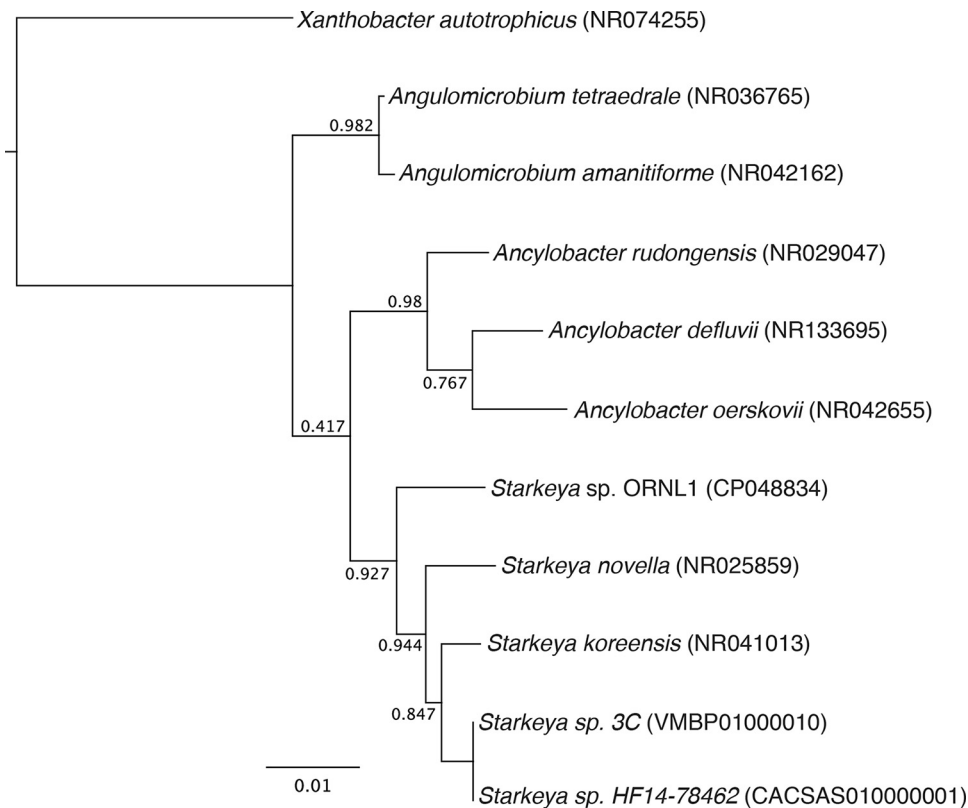 Xanthobacter autotrophicus (NR074255)
Angulomicrobium tetraedrale (NR036765)
0.982
Angulomicrobium amanitiforme (NR042162)
Ancylobacter rudongensis (NR029047)
0.98
Ancylobacter defluvii (NR133695)
0.767
Ancylobacter oerskovii (NR042655)
0.417
Starkeya sp. ORNL1 (CP048834)
Starkeya novella (NR025859)
0.927
Starkeya koreensis (NR041013)
0.944
0.847
Starkeya sp. 3C (VMBP01000010)
0.01
Starkeya sp. HF14-78462 (CACSAS010000001)